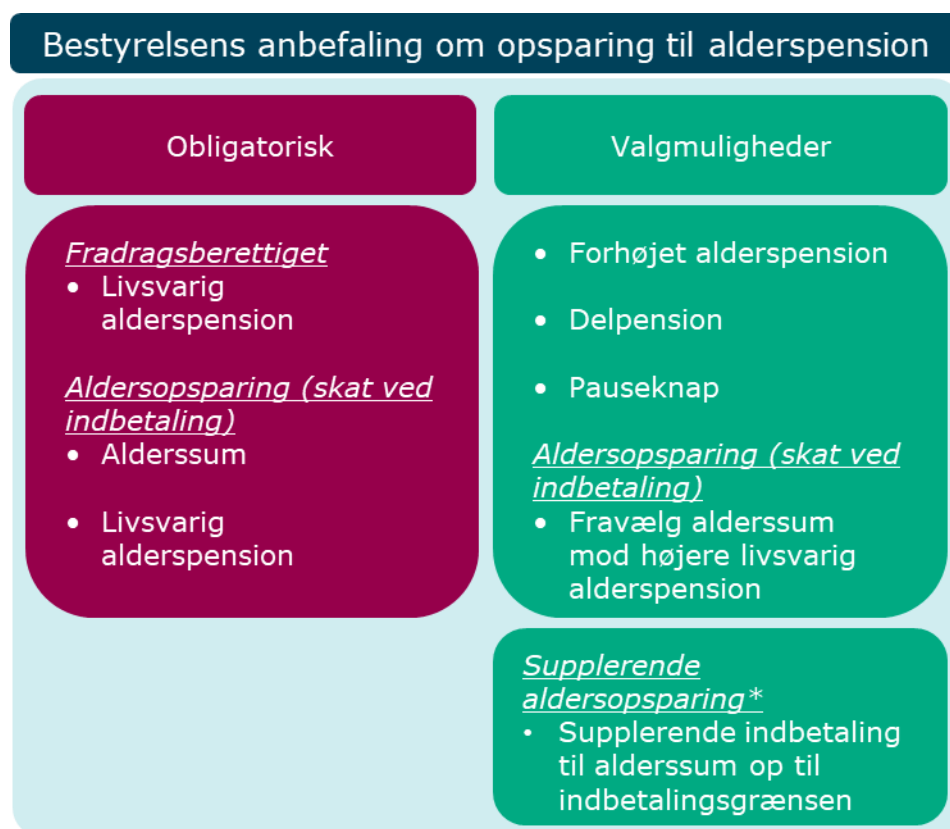 Bestyrelsens anbefaling om opsparing til alderspension
Obligatorisk
Fradragsberettiget
• Livsvarig
alderspension
Aldersopsparing (skat ved
indbetaling)
• Alderssum
• Livsvarig
alderspension
Valgmuligheder
• Forhøjet alderspension
• Delpension
• Pauseknap
Aldersopsparing (skat ved
indbetaling)
• Fravælg alderssum
mod højere livsvarig
alderspension
Supplerende
aldersopsparing*
• Supplerende indbetaling
til alderssum op til
indbetalingsgrænsen